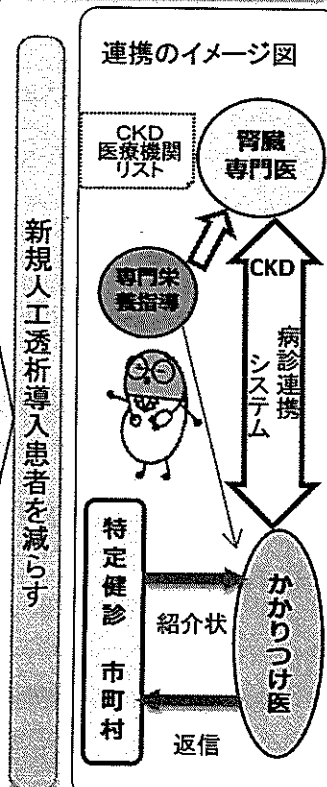 新規人工透析導入患者を減らす
連携のイメージ図
CKD
医療機関
リスト
腎臓
専門医
専門栄
養指導
CKD
病診連携
システム
特定健診 市町村
紹介状
返信
かかりつけ医